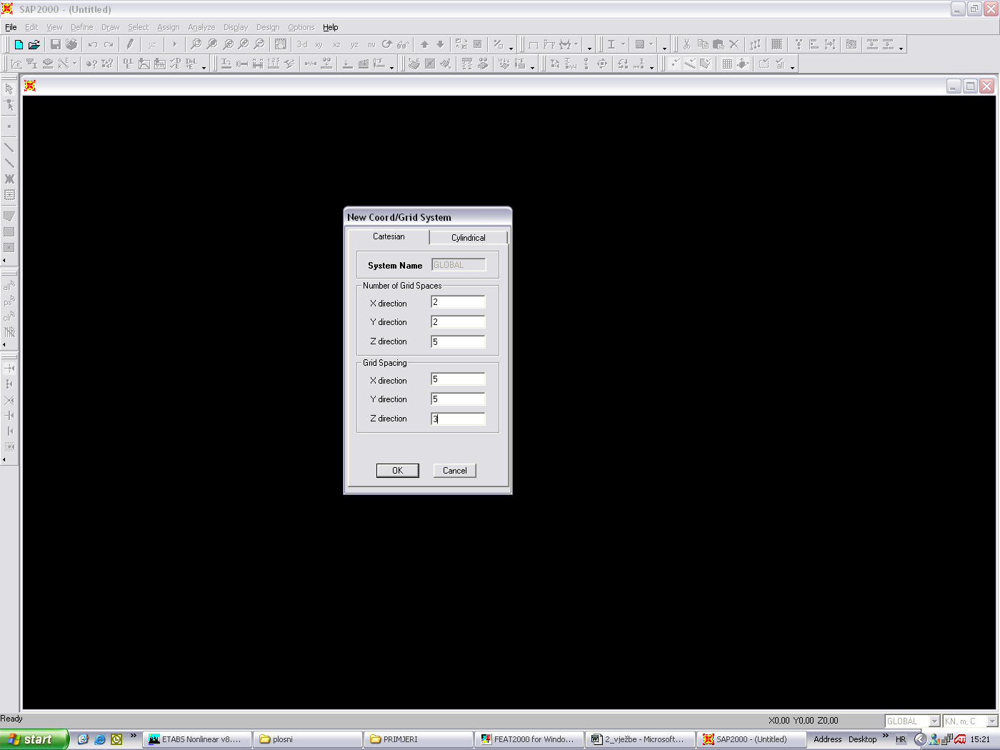 SAP2000 - (Untitled)
File Edit View Define Draw Select Assign Analyze Display Design Options Help
3-d xy xz yz nv
all
ps
clr
New Coord/Grid System
Cartesian Cylindrical
System Name GLOBAL
Number of Grid Spaces
X direction 2
Y direction 2
Z direction 5
Grid Spacing
X direction 5
Y direction 5
Z direction 3
OK Cancel
Ready X0,00 Y0,00 Z0,00 GLOBAL KN, m, C
start ETABS Nonlinear v8.... plosni PRIMJERI FEAT2000 for Windo... 2_vježbe - Microsoft... SAP2000 - (Untitled) Address Desktop HR 15:21